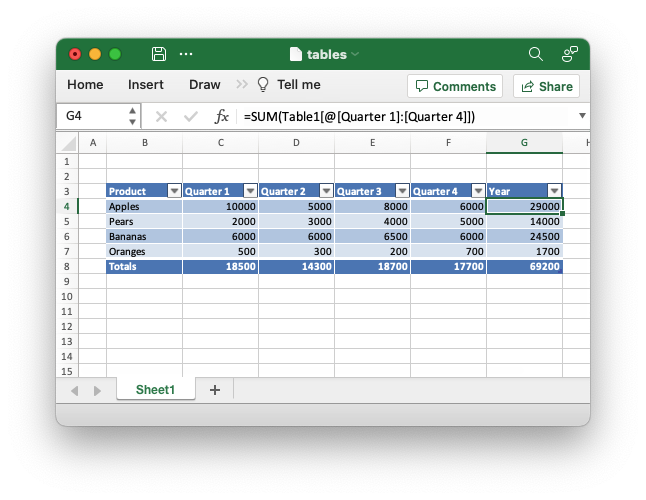 tables
Home Insert Draw Tell me Comments Share
G4 fx =SUM(Table1[@[Quarter 1]:[Quarter 4]])
A B C D E F G H
1
2
3 Product Quarter 1 Quarter 2 Quarter 3 Quarter 4 Year
4 Apples 10000 5000 8000 6000 29000
5 Pears 2000 3000 4000 5000 14000
6 Bananas 6000 6000 6500 6000 24500
7 Oranges 500 300 200 700 1700
8 Totals 18500 14300 18700 17700 69200
9
10
11
12
13
14
15
Sheet1